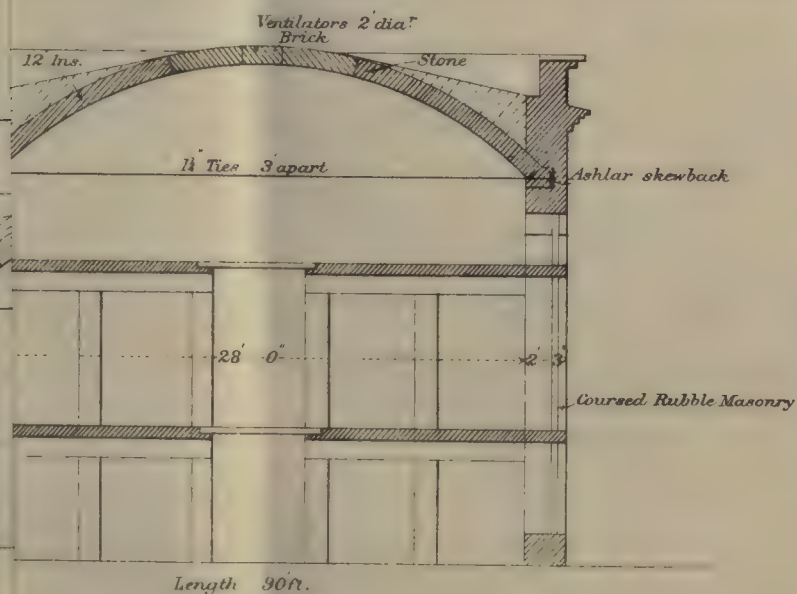 Ventilators 2' diar.
Brick
12 Ins.
Stone
1¼" Ties 3' apart
Ashlar skewback
28' 0"
2' 3"
Coursed Rubble Masonry
Length 90ft.